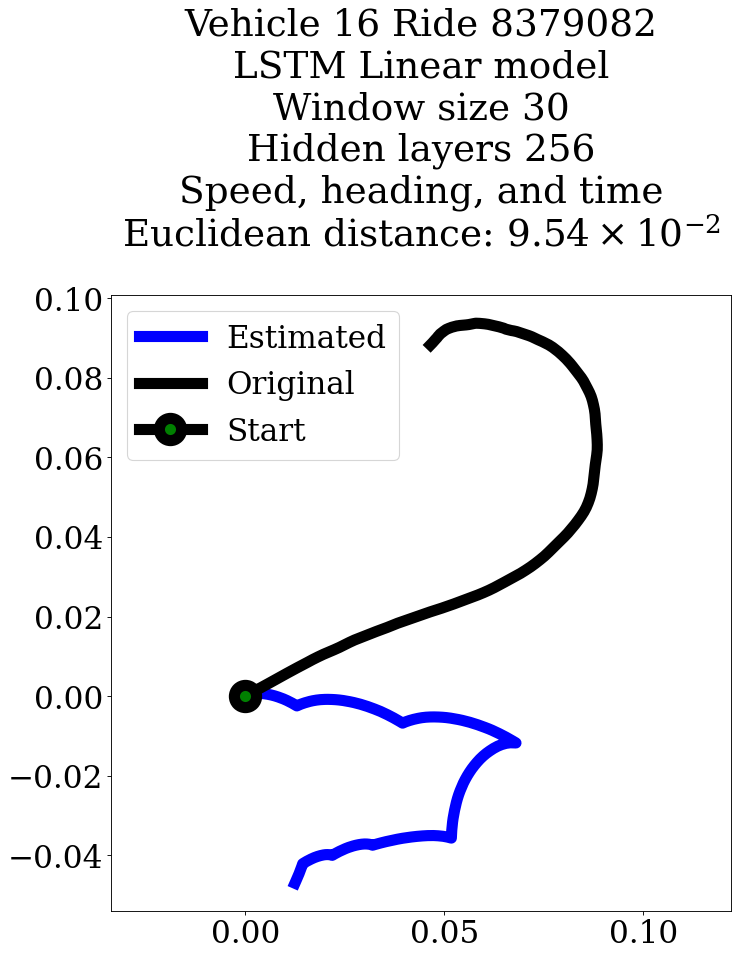 Vehicle 16 Ride 8379082
LSTM Linear model
Window size 30
Hidden layers 256
Speed, heading, and time
Euclidean distance: 9.54 × 10⁻²
Estimated
Original
Start
0.10
0.08
0.06
0.04
0.02
0.00
−0.02
−0.04
0.00 0.05 0.10